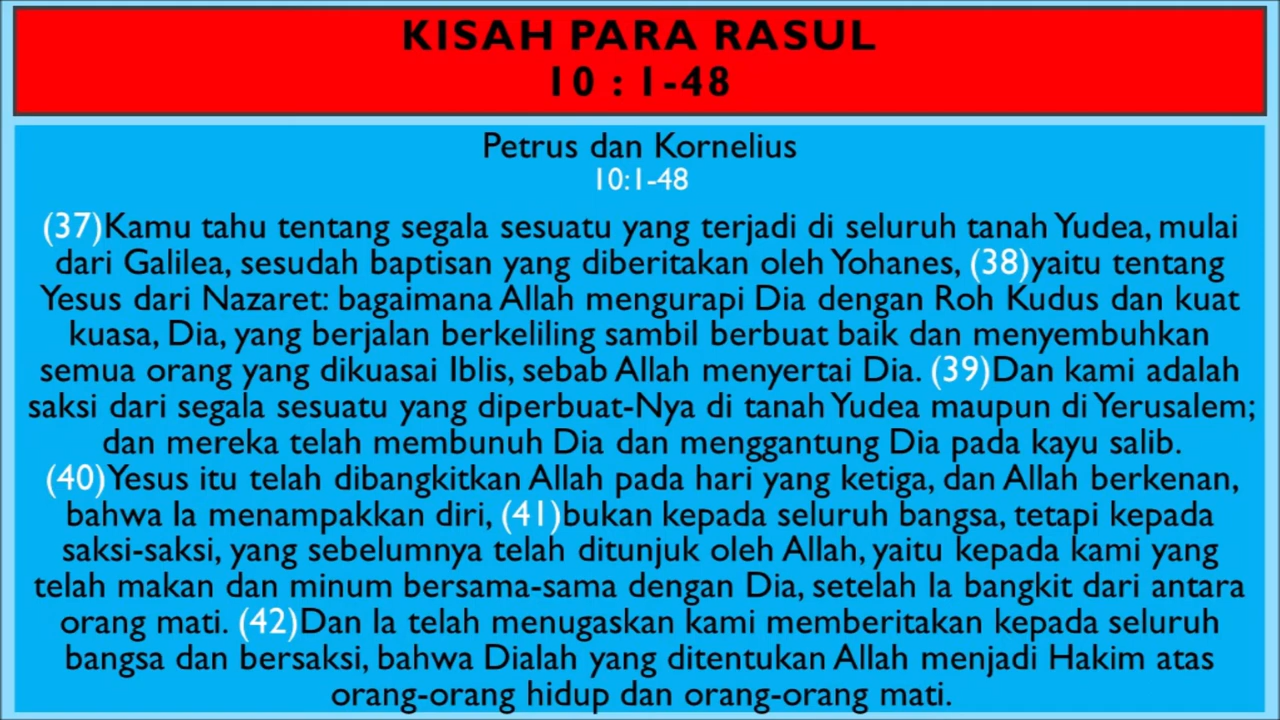 KISAH PARA RASUL
10 : 1-48
Petrus dan Kornelius
10:1-48
(37)Kamu tahu tentang segala sesuatu yang terjadi di seluruh tanah Yudea, mulai
dari Galilea, sesudah baptisan yang diberitakan oleh Yohanes, (38)yaitu tentang
Yesus dari Nazaret: bagaimana Allah mengurapi Dia dengan Roh Kudus dan kuat
kuasa, Dia, yang berjalan berkeliling sambil berbuat baik dan menyembuhkan
semua orang yang dikuasai Iblis, sebab Allah menyertai Dia. (39)Dan kami adalah
saksi dari segala sesuatu yang diperbuat-Nya di tanah Yudea maupun di Yerusalem;
dan mereka telah membunuh Dia dan menggantung Dia pada kayu salib.
(40)Yesus itu telah dibangkitkan Allah pada hari yang ketiga, dan Allah berkenan,
bahwa Ia menampakkan diri, (41)bukan kepada seluruh bangsa, tetapi kepada
saksi-saksi, yang sebelumnya telah ditunjuk oleh Allah, yaitu kepada kami yang
telah makan dan minum bersama-sama dengan Dia, setelah Ia bangkit dari antara
orang mati. (42)Dan Ia telah menugaskan kami memberitakan kepada seluruh
bangsa dan bersaksi, bahwa Dialah yang ditentukan Allah menjadi Hakim atas
orang-orang hidup dan orang-orang mati.